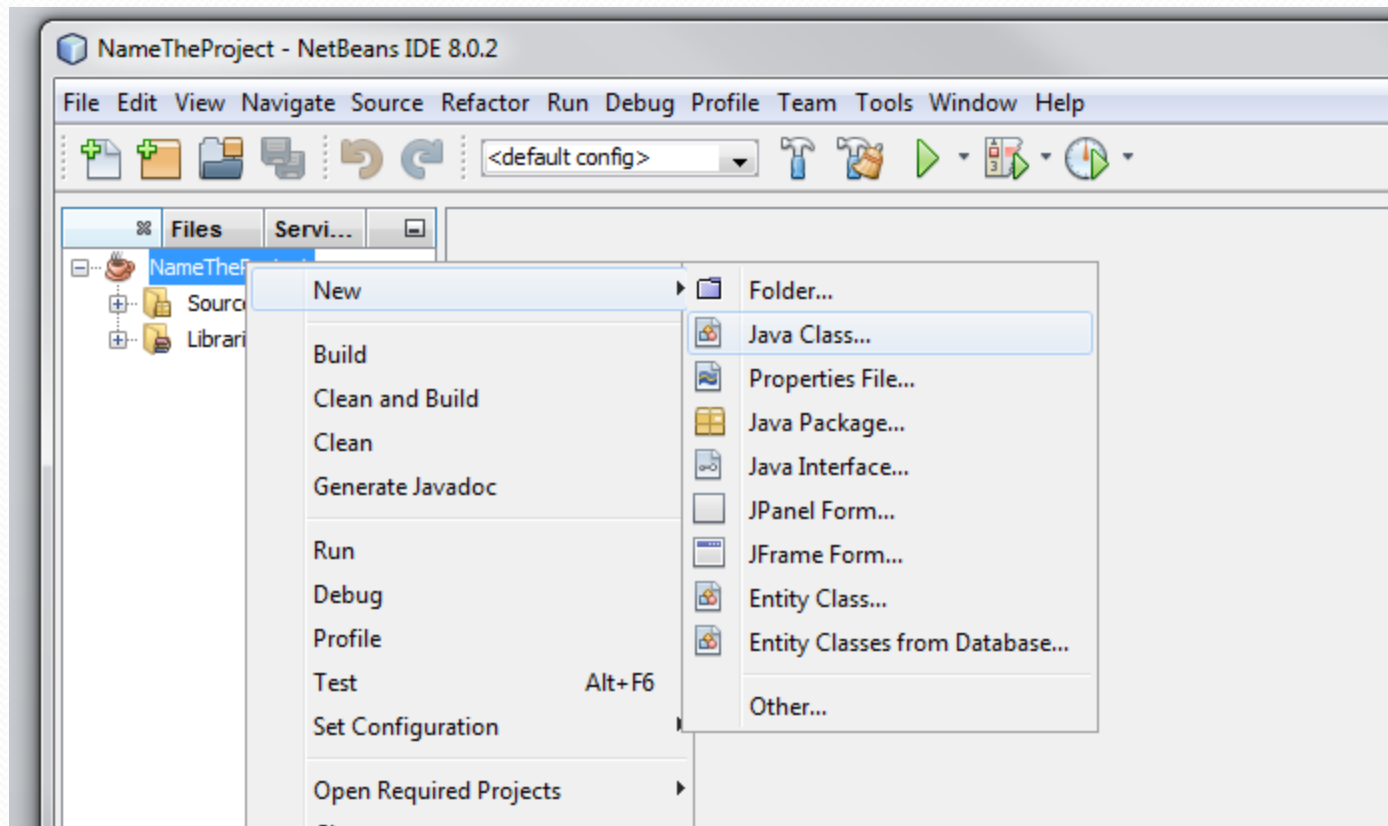 NameTheProject - NetBeans IDE 8.0.2
File Edit View Navigate Source Refactor Run Debug Profile Team Tools Window Help
<default config>
Files Servi...
NameThe
New
Folder...
Sourc
Java Class...
Librari
Build
Properties File...
Clean and Build
Java Package...
Clean
Java Interface...
Generate Javadoc
JPanel Form...
Run
JFrame Form...
Debug
Entity Class...
Profile
Entity Classes from Database...
Test Alt+F6
Other...
Set Configuration
Open Required Projects